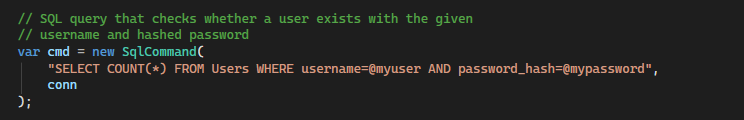 // SQL query that checks whether a user exists with the given
// username and hashed password
var cmd = new SqlCommand(
    "SELECT COUNT(*) FROM Users WHERE username=@myuser AND password_hash=@mypassword",
    conn
);